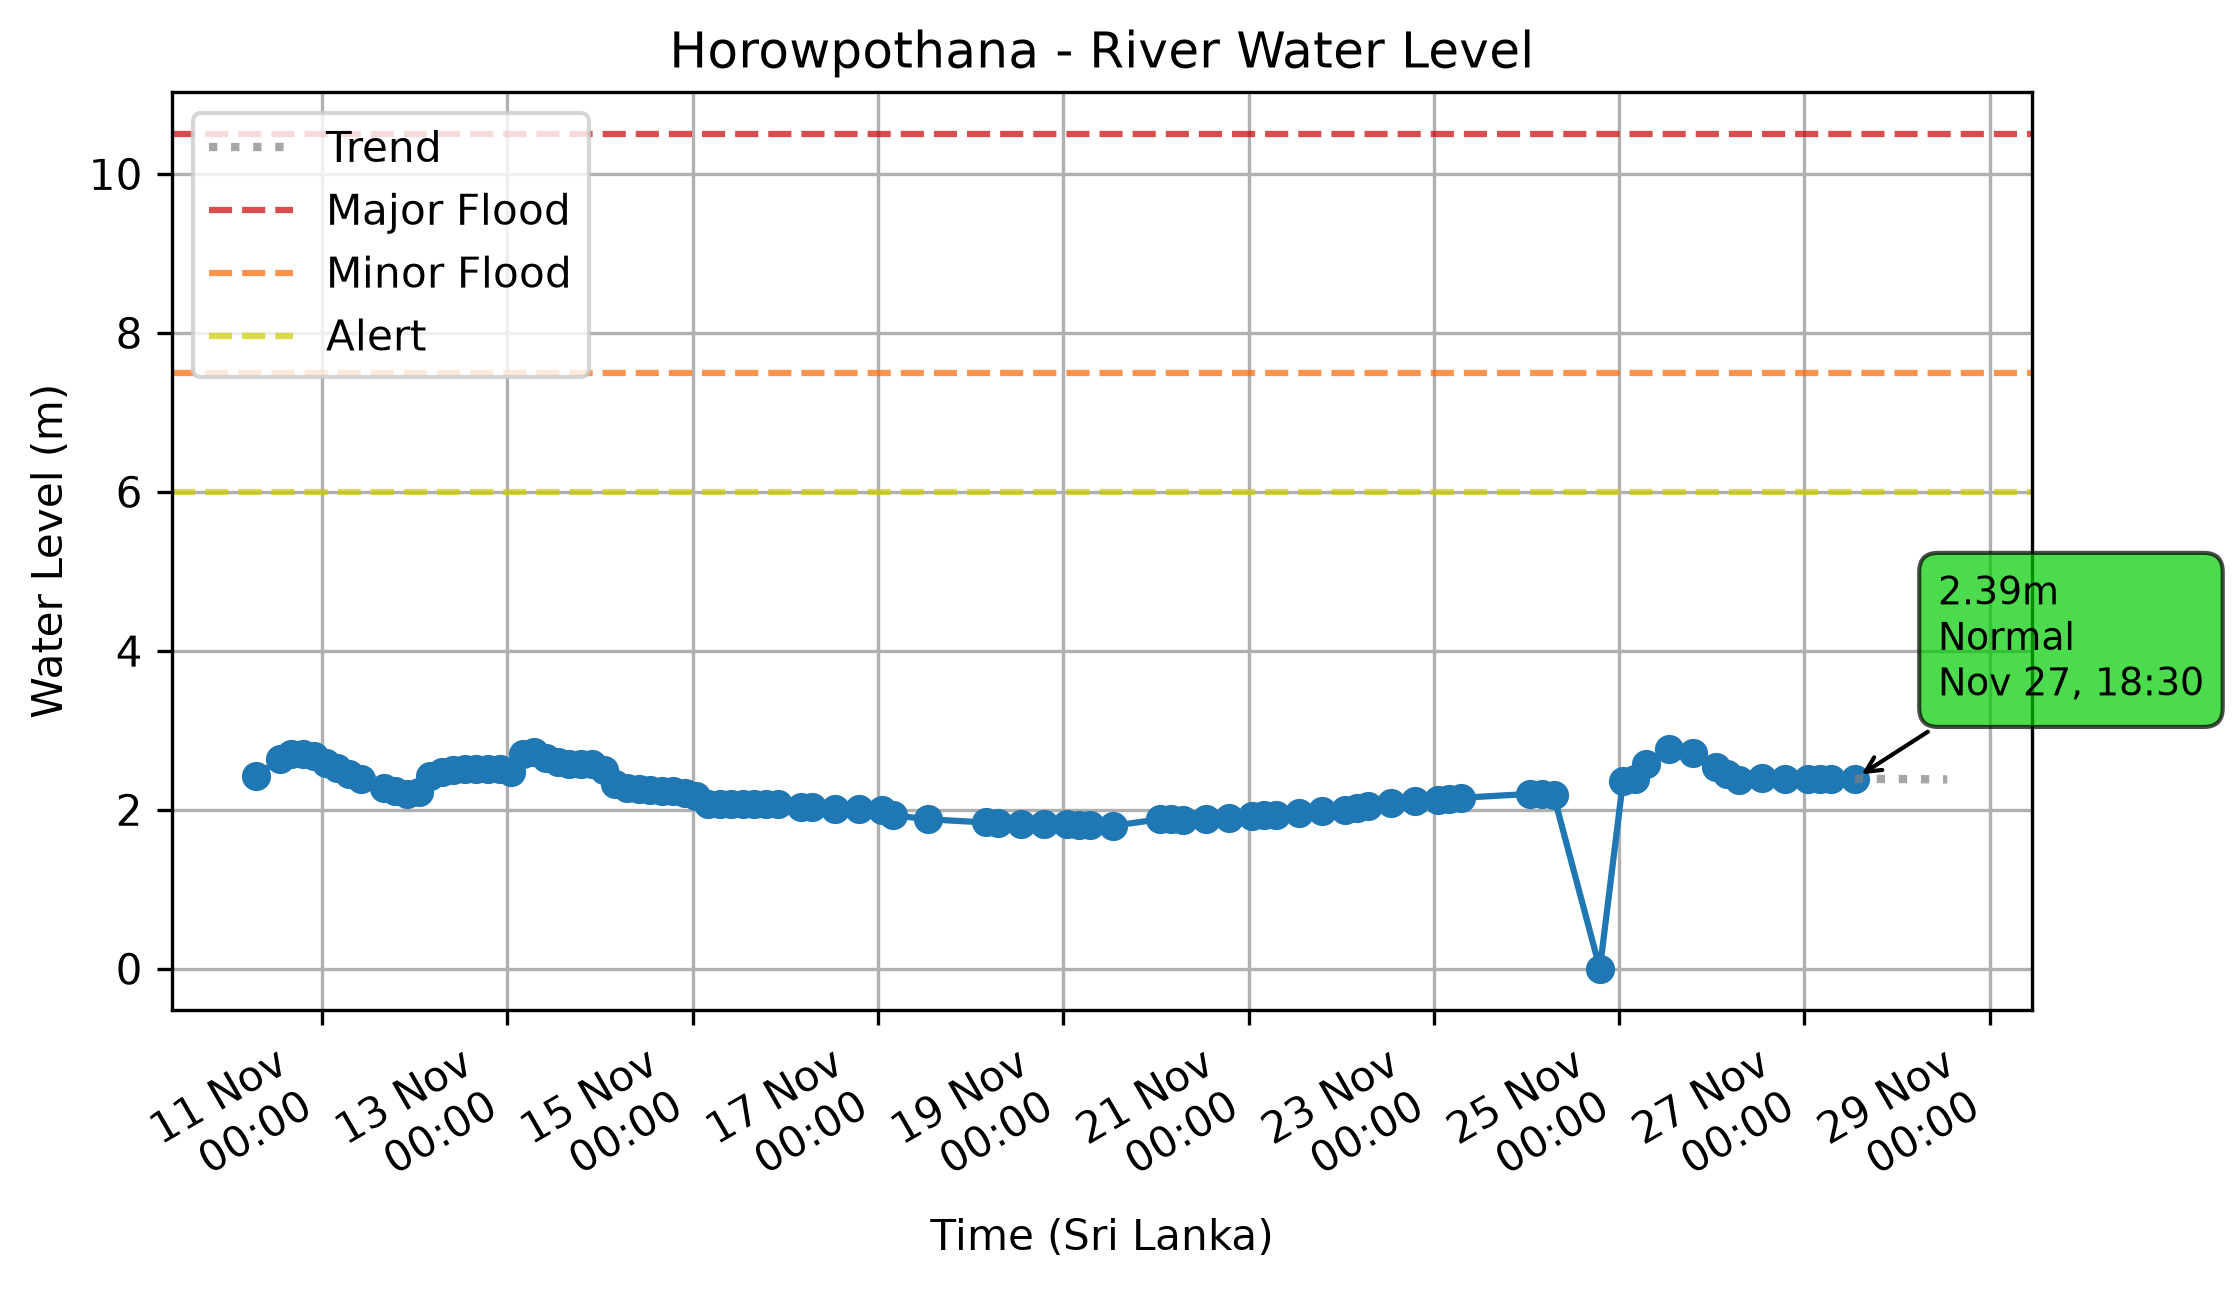 Horowpothana - River Water Level
Trend
Major Flood
Minor Flood
Alert
10
8
6
4
2
0
Water Level (m)
2.39m
Normal
Nov 27, 18:30
11 Nov
00:00
13 Nov
00:00
15 Nov
00:00
17 Nov
00:00
19 Nov
00:00
21 Nov
00:00
23 Nov
00:00
25 Nov
00:00
27 Nov
00:00
29 Nov
00:00
Time (Sri Lanka)